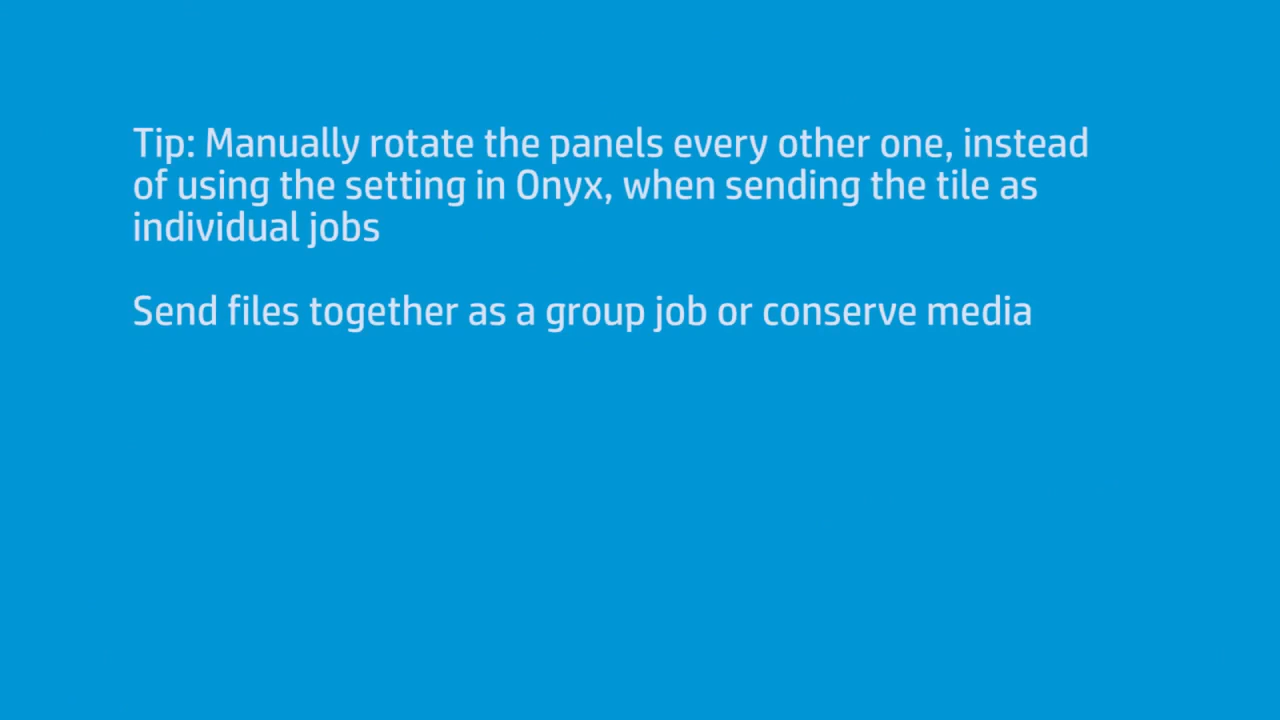 Tip: Manually rotate the panels every other one, instead
of using the setting in Onyx, when sending the tile as
individual jobs
Send files together as a group job or conserve media